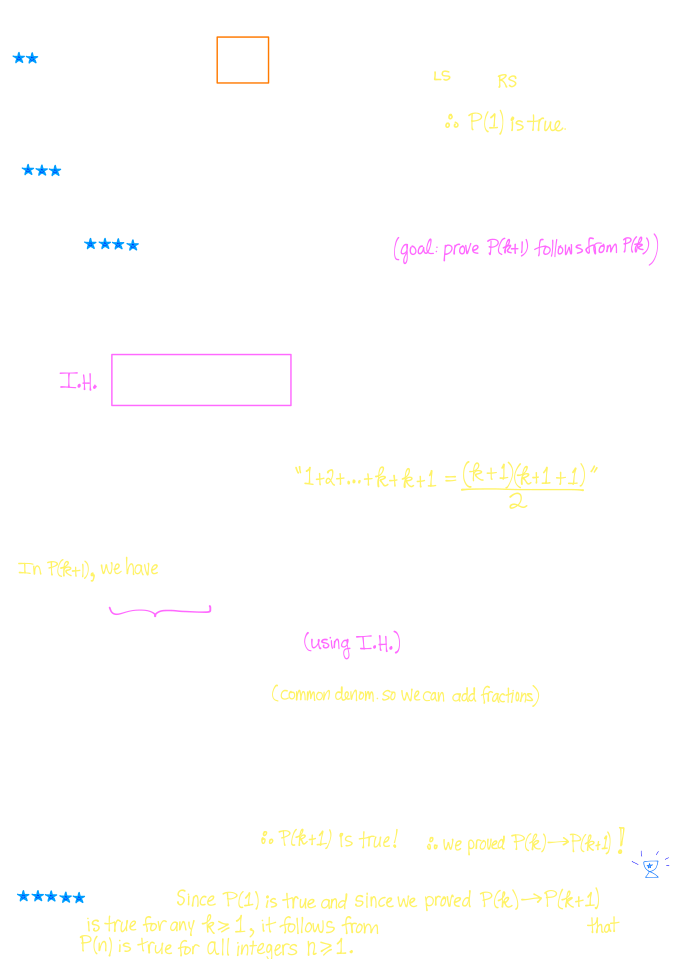 LS RS
∴ P(1) is true.
(goal: prove P(k+1) follows from P(k))
I.H.
"1+2+...+k+k+1 = (k+1)(k+1+1)"
2
In P(k+1), we have
(using I.H.)
(common denom. so we can add fractions)
∴ P(k+1) is true! ∴ we proved P(k)→P(k+1)!
Since P(1) is true and since we proved P(k)→P(k+1)
is true for any k≥1, it follows from that
P(n) is true for all integers n≥1.